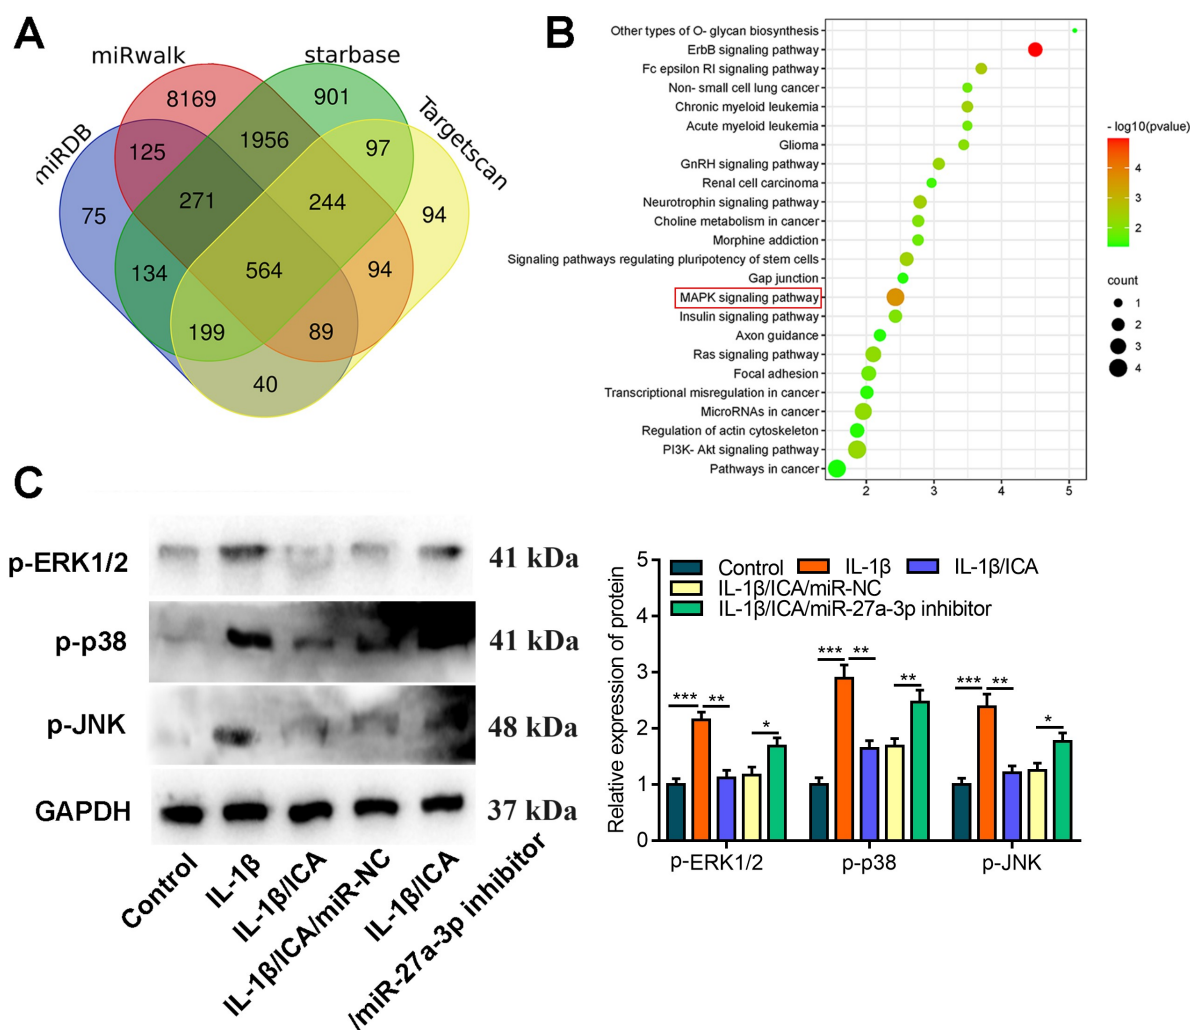 A
miRwalk
starbase
miRDB
Targetscan
8169
901
125
1956
97
75
271
244
94
134
564
94
199
89
40
B
Other types of O- glycan biosynthesis
ErbB signaling pathway
Fc epsilon RI signaling pathway
Non- small cell lung cancer
Chronic myeloid leukemia
Acute myeloid leukemia
Glioma
GnRH signaling pathway
Renal cell carcinoma
Neurotrophin signaling pathway
Choline metabolism in cancer
Morphine addiction
Signaling pathways regulating pluripotency of stem cells
Gap junction
MAPK signaling pathway
Insulin signaling pathway
Axon guidance
Ras signaling pathway
Focal adhesion
Transcriptional misregulation in cancer
MicroRNAs in cancer
Regulation of actin cytoskeleton
PI3K- Akt signaling pathway
Pathways in cancer
2 3 4 5
- log10(pvalue)
4
3
2
count
1
2
3
4
C
p-ERK1/2 41 kDa
p-p38 41 kDa
p-JNK 48 kDa
GAPDH 37 kDa
Control
IL-1β
IL-1β/ICA
IL-1β/ICA/miR-NC
IL-1β/ICA
/miR-27a-3p inhibitor
Relative expression of protein
5
4
3
2
1
0
Control IL-1β IL-1β/ICA
IL-1β/ICA/miR-NC
IL-1β/ICA/miR-27a-3p inhibitor
*** ** *
*** ** **
*** ** *
p-ERK1/2 p-p38 p-JNK